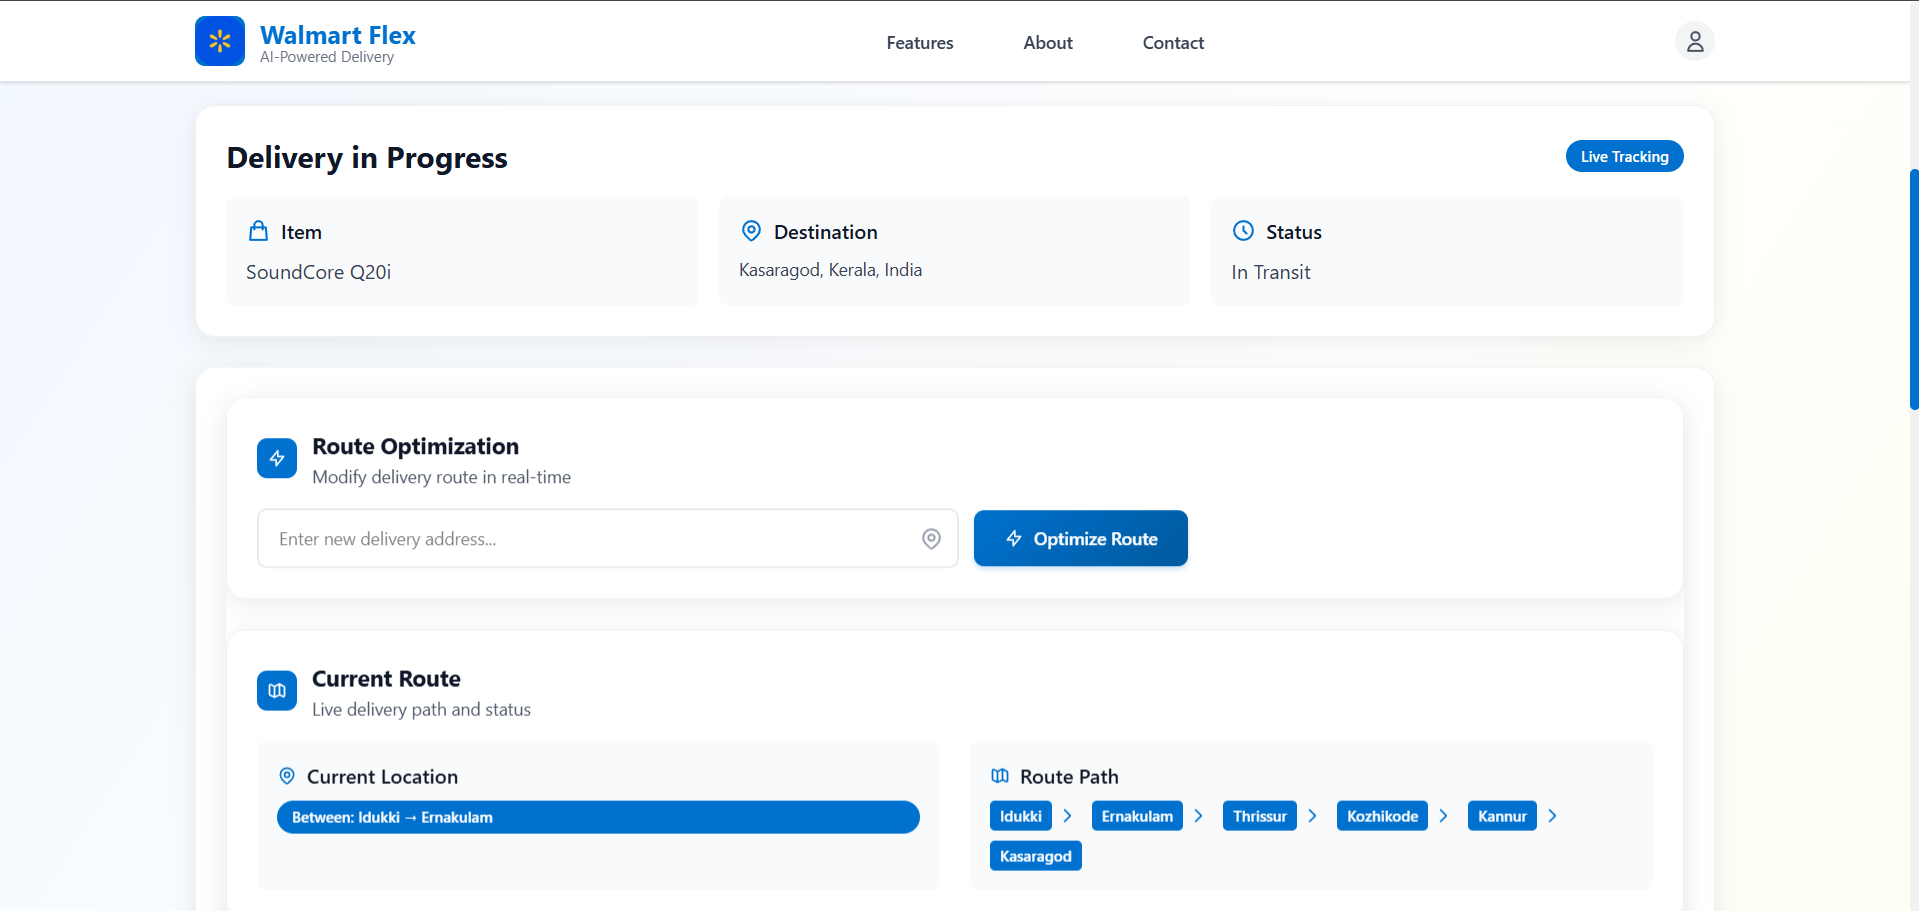 Walmart Flex
AI-Powered Delivery
Features
About
Contact
Delivery in Progress
Live Tracking
Item
SoundCore Q20i
Destination
Kasaragod, Kerala, India
Status
In Transit
Route Optimization
Modify delivery route in real-time
Enter new delivery address...
Optimize Route
Current Route
Live delivery path and status
Current Location
Between: Idukki → Ernakulam
Route Path
Idukki > Ernakulam > Thrissur > Kozhikode > Kannur >
Kasaragod